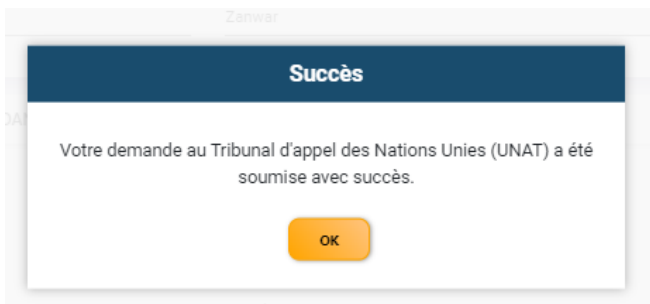 Zanwar
Succès
Votre demande au Tribunal d'appel des Nations Unies (UNAT) a été
soumise avec succès.
OK